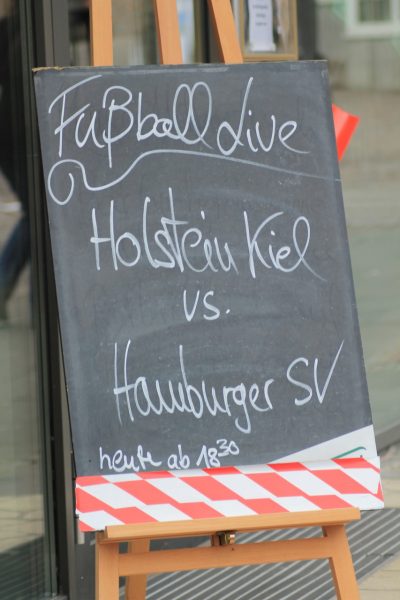 Fußball Live
Holstein Kiel
vs.
Hamburger SV
heute ab 18³⁰